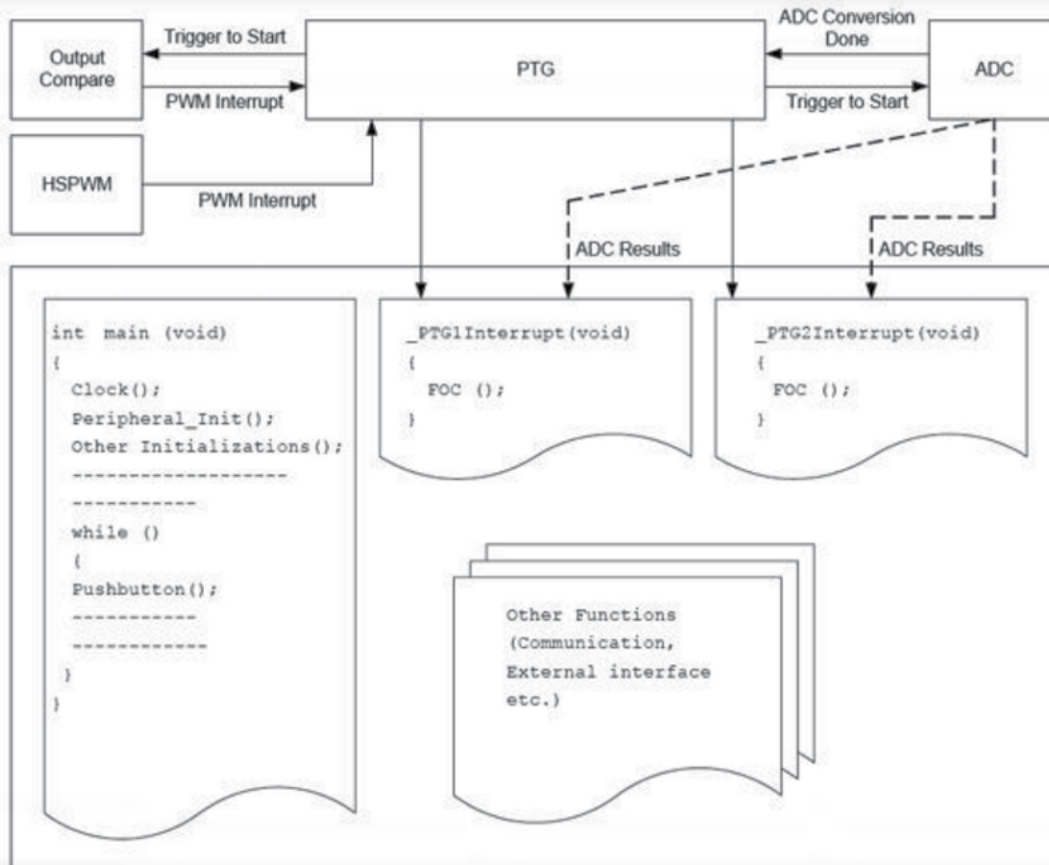 Output
Compare
Trigger to Start
PWM Interrupt
PTG
ADC Conversion
Done
Trigger to Start
ADC
HSPWM
PWM Interrupt
ADC Results
ADC Results
int main (void)
{
Clock();
Peripheral_Init();
Other Initializations();
-------------------
-----------
while ()
{
Pushbutton();
-----------
------------
}
}
_PTG1Interrupt(void)
{
FOC ();
}
_PTG2Interrupt(void)
{
FOC ();
}
Other Functions
(Communication,
External interface
etc.)